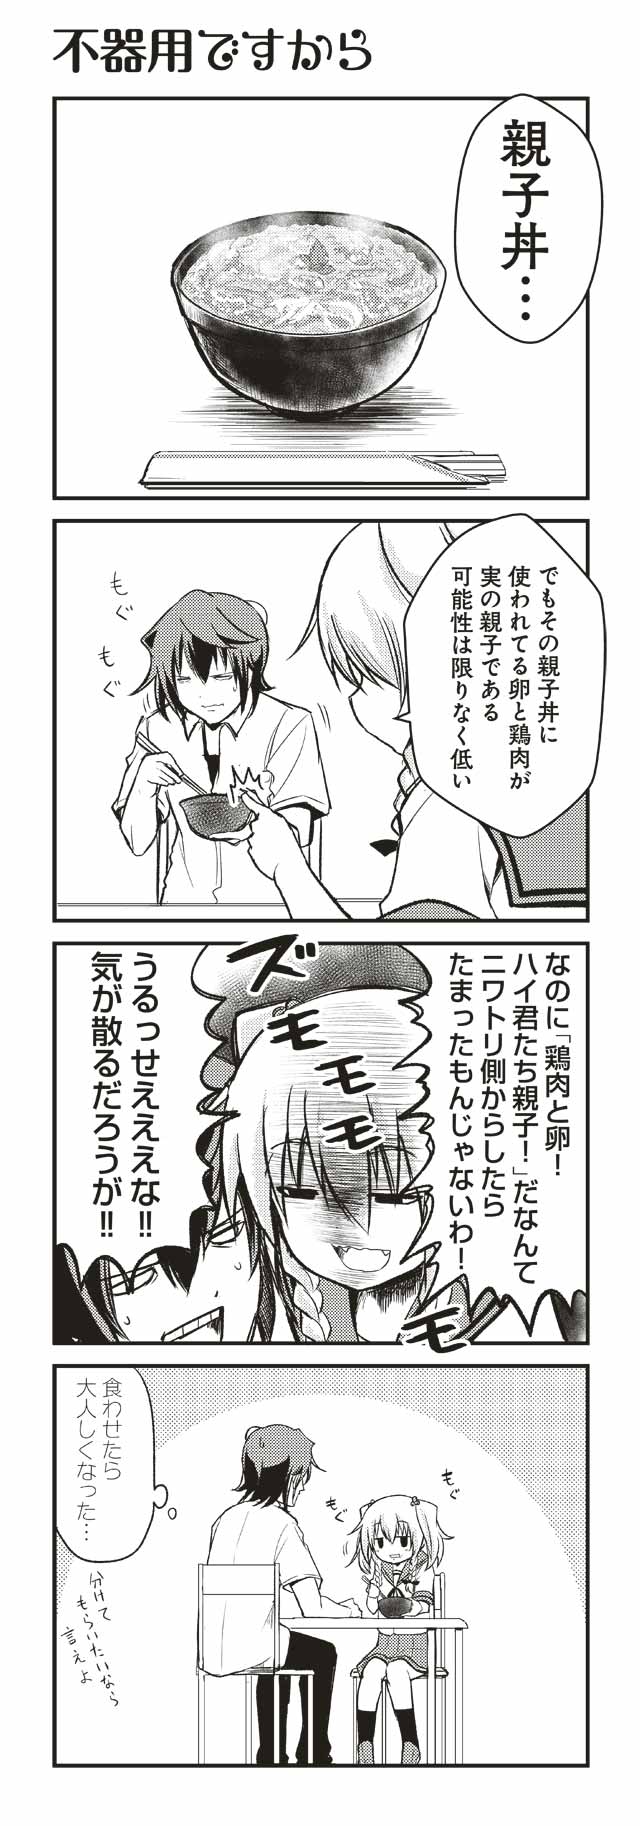 不器用ですから
親子丼…
でもその親子丼に
使われてる卵と鶏肉が
実の親子である
可能性は限りなく低い
もぐ
もぐ
なのに「鶏肉と卵！
ハイ君たち親子！」だなんて
ニワトリ側からしたら
たまったもんじゃないわ！
ズモモモモ
うるっせえええな!!
気が散るだろうが!!
もぐ
もぐ
食わせたら
大人しくなった…
分けて
もらいたいなら
言えよ